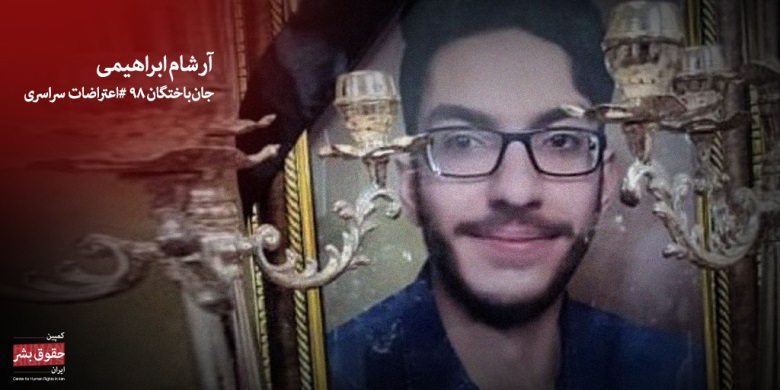 آرشام ابراهیمی
جان‌باختگان ۹۸ #اعتراضات سراسری
کمپین
حقوق بشر
ایران
Center for Human Rights in Iran